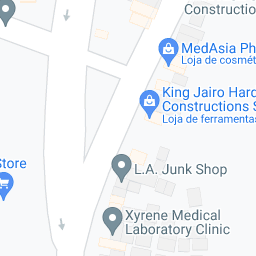 Construction
MedAsia Ph
Loja de cosmét
King Jairo Hard
Constructions S
Loja de ferramentas
L.A. Junk Shop
Store
Xyrene Medical
Laboratory Clinic